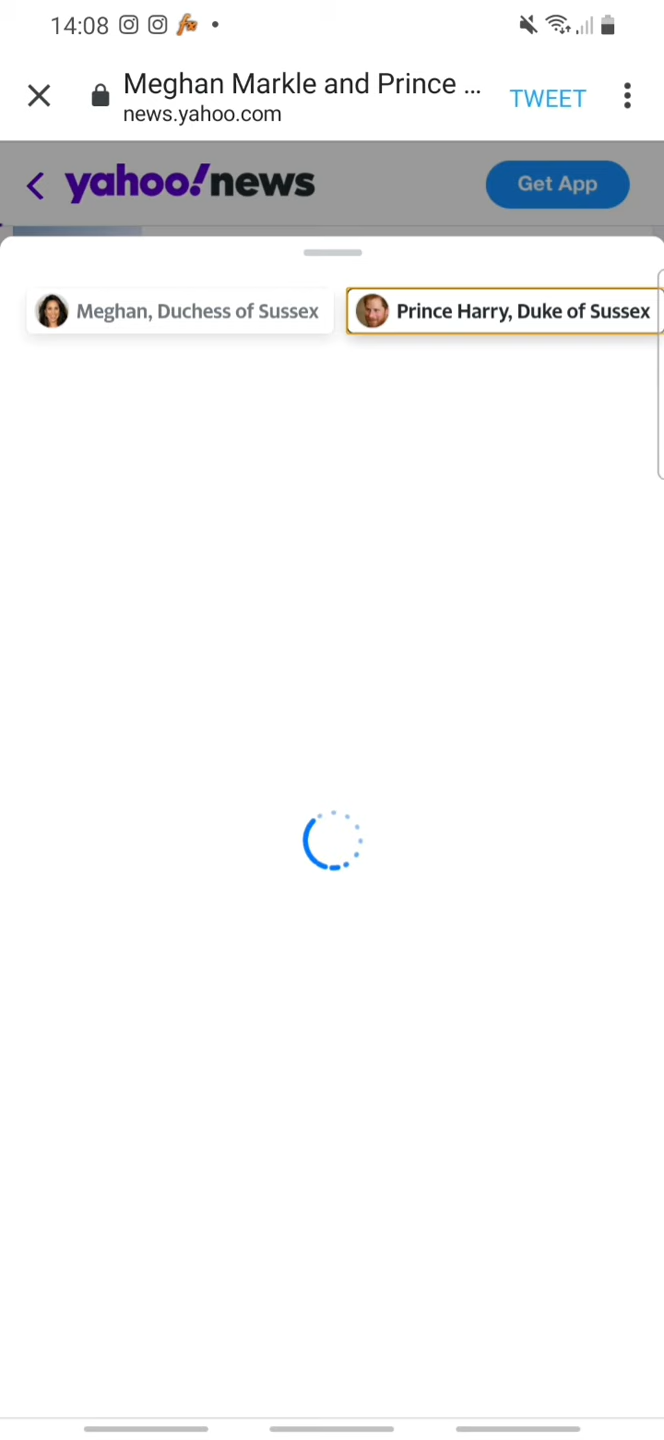 14:08
Meghan Markle and Prince ...
news.yahoo.com
TWEET
yahoo!news
Get App
Meghan, Duchess of Sussex
Prince Harry, Duke of Sussex